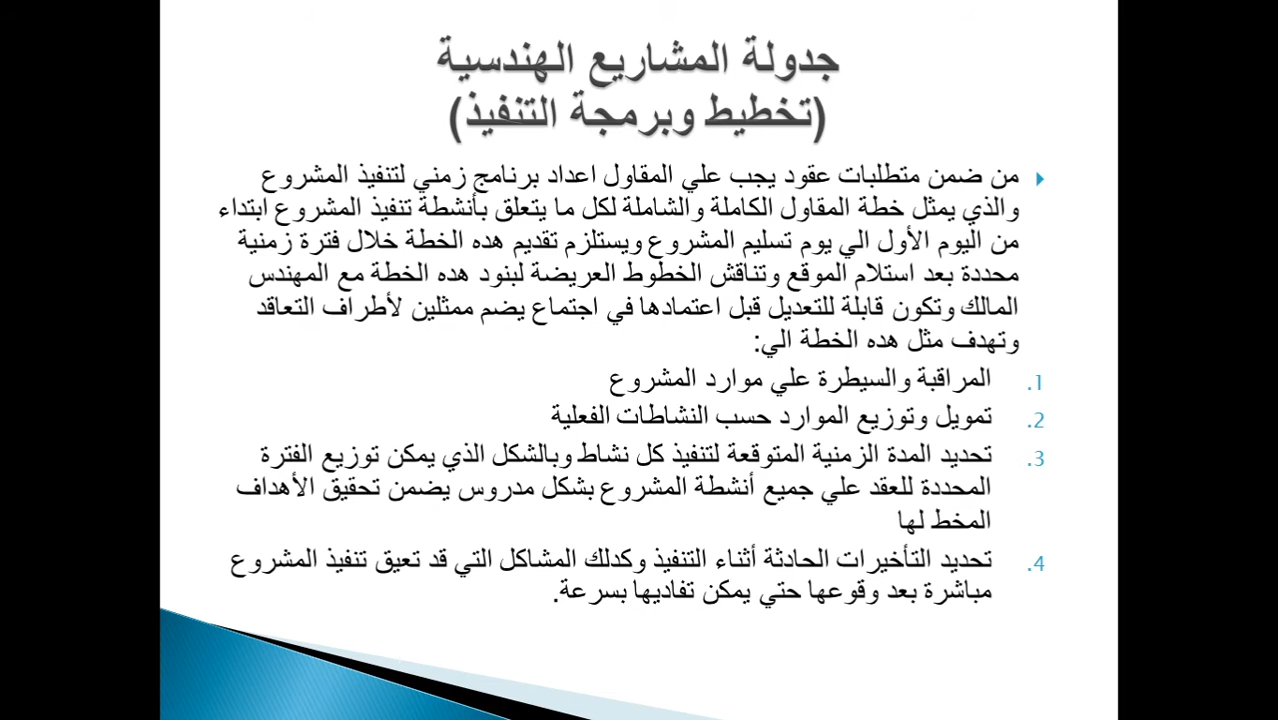 جدولة المشاريع الهندسية
(تخطيط وبرمجة التنفيذ)
من ضمن متطلبات عقود يجب علي المقاول اعداد برنامج زمني لتنفيذ المشروع
والذي يمثل خطة المقاول الكاملة والشاملة لكل ما يتعلق بأنشطة تنفيذ المشروع ابتداء
من اليوم الأول الي يوم تسليم المشروع ويستلزم تقديم هده الخطة خلال فترة زمنية
محددة بعد استلام الموقع وتناقش الخطوط العريضة لبنود هده الخطة مع المهندس
المالك وتكون قابلة للتعديل قبل اعتمادها في اجتماع يضم ممثلين لأطراف التعاقد
وتهدف مثل هده الخطة الي:
1. المراقبة والسيطرة علي موارد المشروع
2. تمويل وتوزيع الموارد حسب النشاطات الفعلية
3. تحديد المدة الزمنية المتوقعة لتنفيذ كل نشاط وبالشكل الذي يمكن توزيع الفترة
المحددة للعقد علي جميع أنشطة المشروع بشكل مدروس يضمن تحقيق الأهداف
المخط لها
4. تحديد التأخيرات الحادثة أثناء التنفيذ وكدلك المشاكل التي قد تعيق تنفيذ المشروع
مباشرة بعد وقوعها حتي يمكن تفاديها بسرعة.